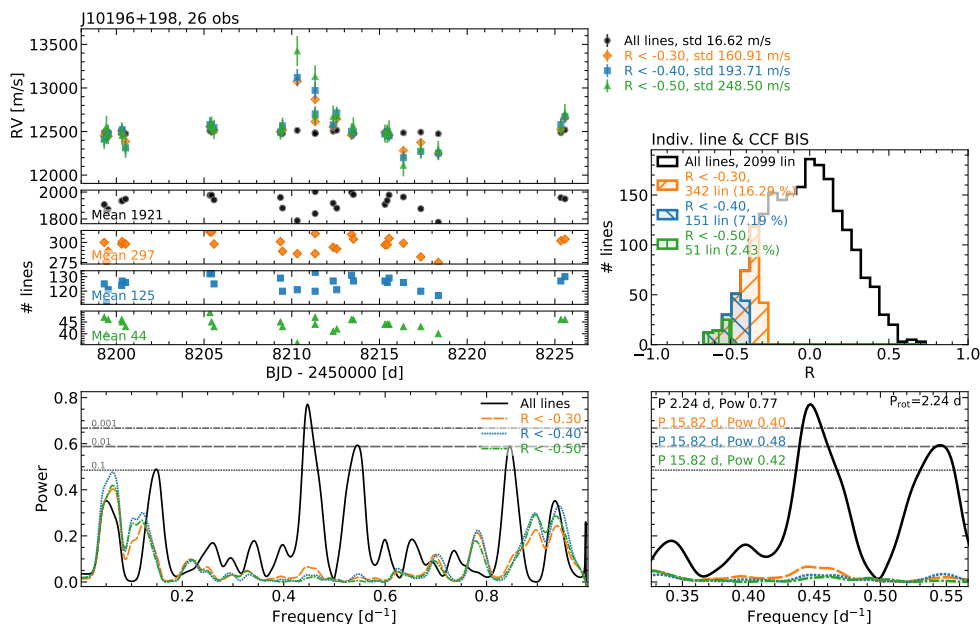 J10196+198, 26 obs
13500
13000
12500
12000
RV [m/s]
All lines, std 16.62 m/s
R < -0.30, std 160.91 m/s
R < -0.40, std 193.71 m/s
R < -0.50, std 248.50 m/s
2000
1800
Mean 1921
300
275
Mean 297
130
120
Mean 125
45
40
Mean 44
# lines
8200 8205 8210 8215 8220 8225
BJD - 2450000 [d]
Indiv. line & CCF BIS
All lines, 2099 lin
R < -0.30,
342 lin (16.29 %)
R < -0.40,
151 lin (7.19 %)
R < -0.50,
51 lin (2.43 %)
150
100
50
0
# lines
−1.0 −0.5 0.0 0.5 1.0
R
0.8
0.6
0.4
0.2
0.0
Power
0.001
0.01
0.1
All lines
R < -0.30
R < -0.40
R < -0.50
0.2 0.4 0.6 0.8
Frequency [d⁻¹]
P 2.24 d, Pow 0.77
Prot=2.24 d
P 15.82 d, Pow 0.40
P 15.82 d, Pow 0.48
P 15.82 d, Pow 0.42
0.35 0.40 0.45 0.50 0.55
Frequency [d⁻¹]